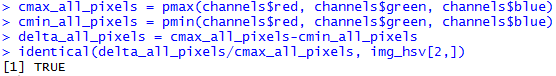 > cmax_all_pixels = pmax(channels$red, channels$green, channels$blue)
> cmin_all_pixels = pmin(channels$red, channels$green, channels$blue)
> delta_all_pixels = cmax_all_pixels-cmin_all_pixels
> identical(delta_all_pixels/cmax_all_pixels, img_hsv[2,])
[1] TRUE